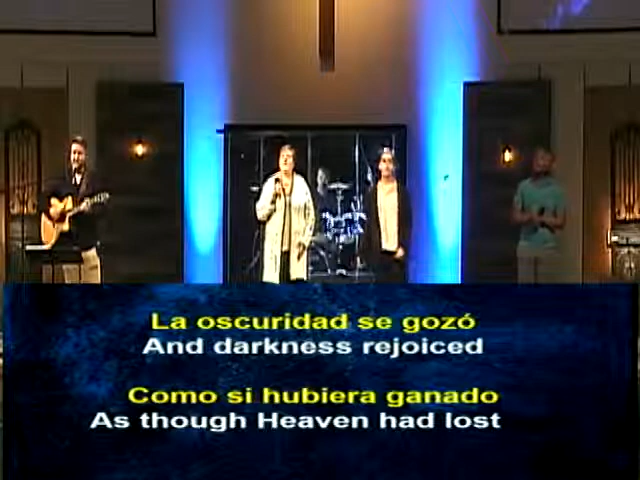 La oscuridad se gozó
And darkness rejoiced
Como si hubiera ganado
As though Heaven had lost